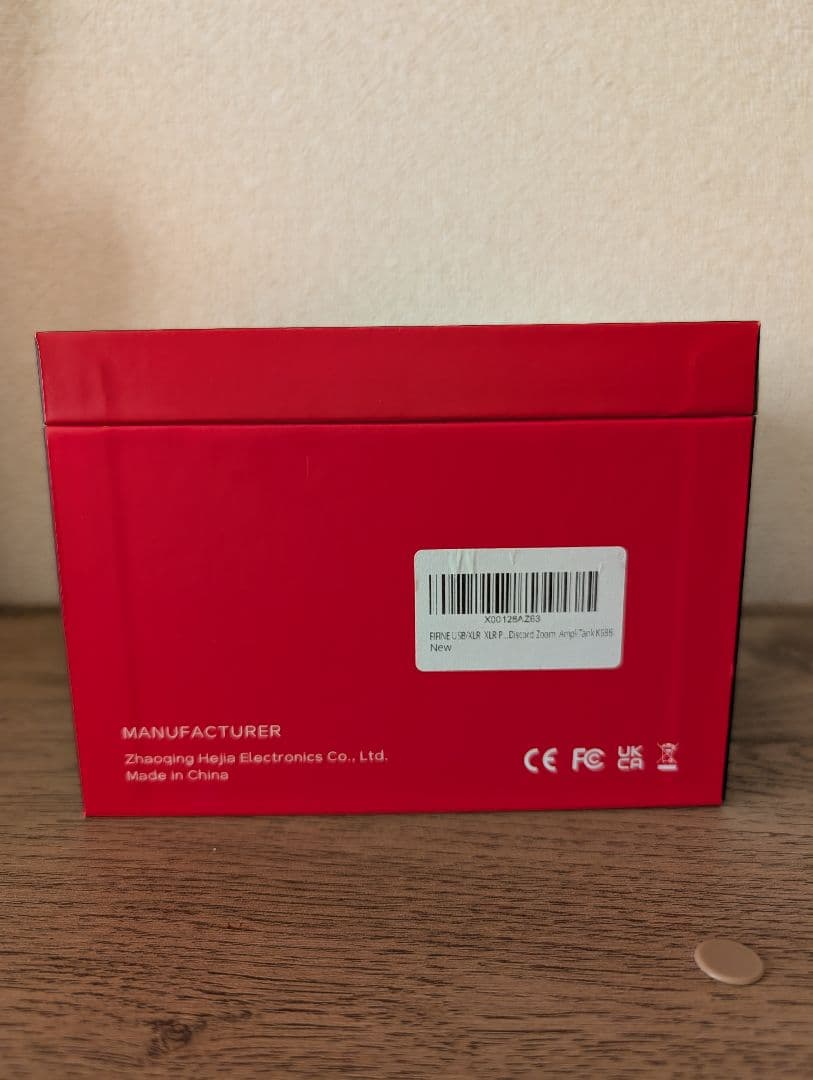 X00128AZ63
FIFINE USB/XLR XLR P...Discord Zoom AmpliTank
New
MANUFACTURER
Zhaoqing Hejia Electronics Co., Ltd.
Made in China
CE FC UK
CA